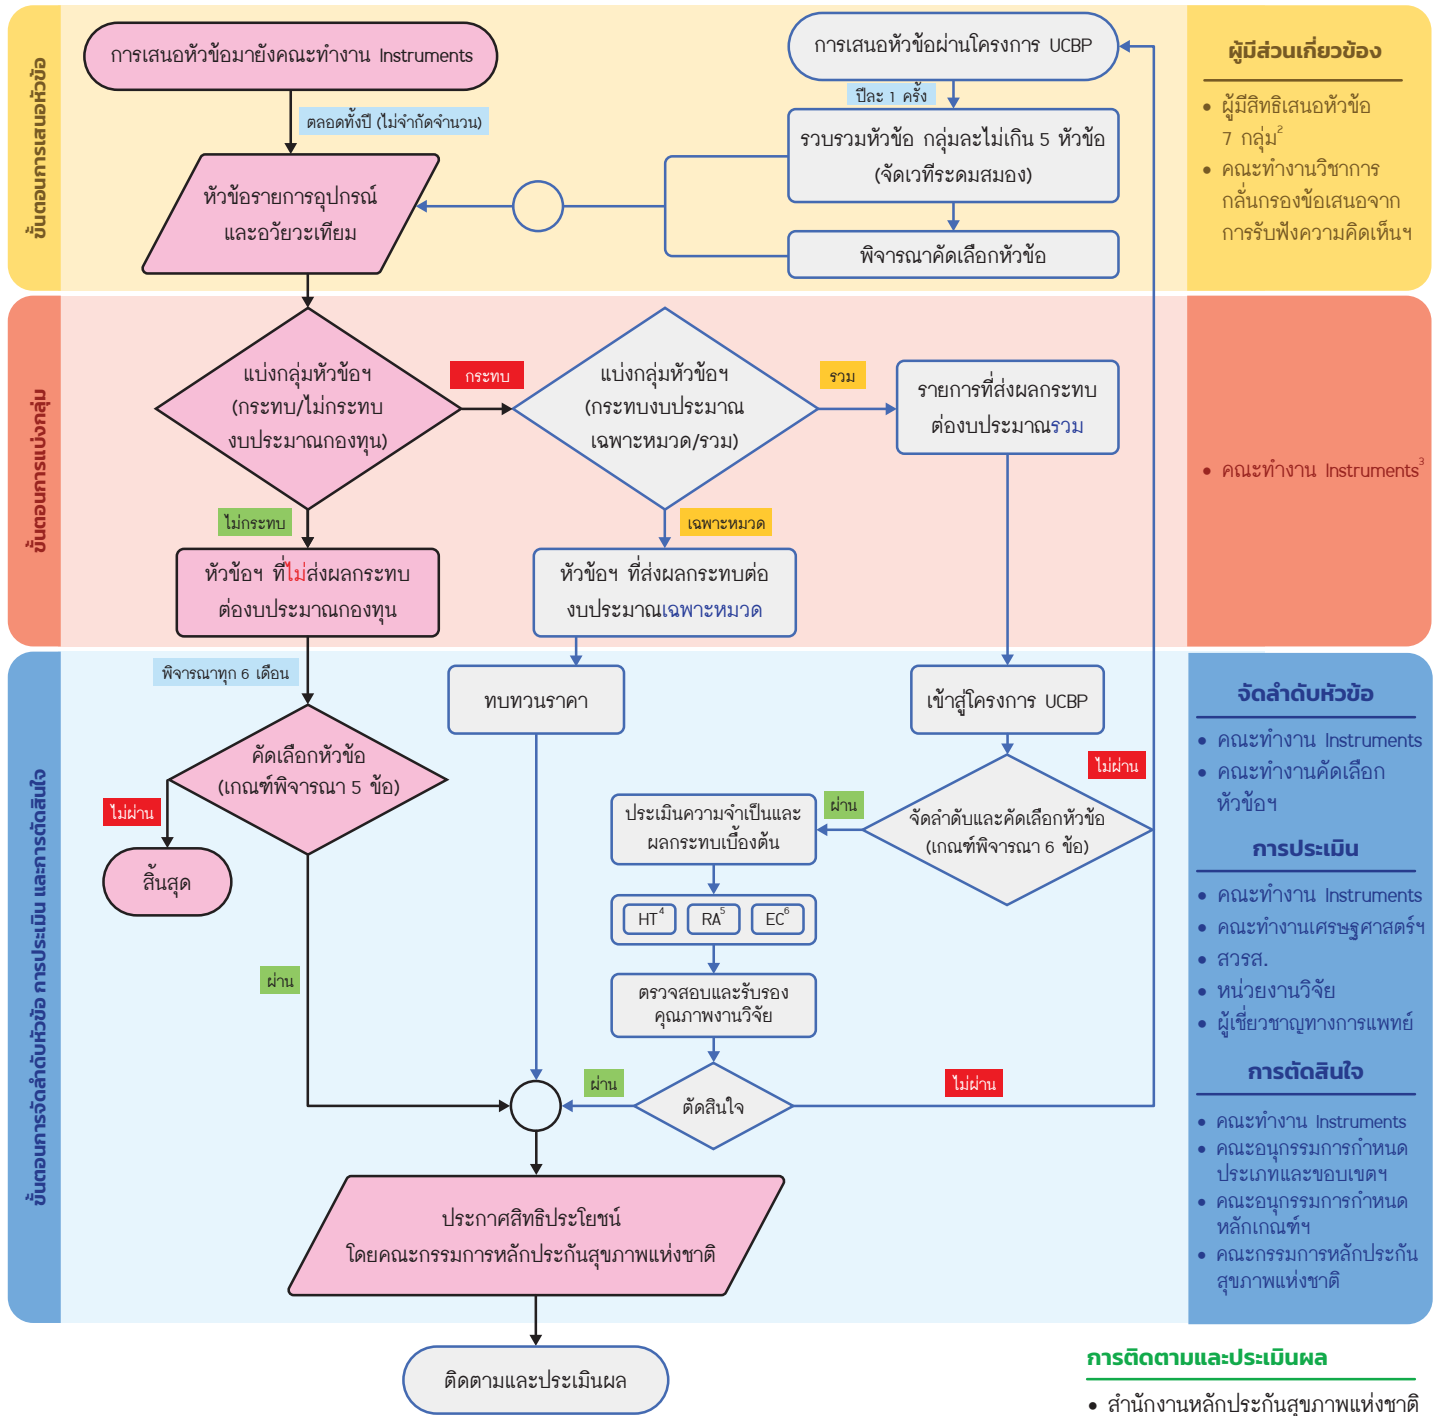 ขั้นตอนการเสนอหัวข้อ
การเสนอหัวข้อมายังคณะทำงาน Instruments
ตลอดทั้งปี (ไม่จำกัดจำนวน)
หัวข้อรายการอุปกรณ์
และอวัยวะเทียม
การเสนอหัวข้อผ่านโครงการ UCBP
ปีละ 1 ครั้ง
รวบรวมหัวข้อ กลุ่มละไม่เกิน 5 หัวข้อ
(จัดเวทีระดมสมอง)
พิจารณาคัดเลือกหัวข้อ
ผู้มีส่วนเกี่ยวข้อง
• ผู้มีสิทธิเสนอหัวข้อ
7 กลุ่ม²
• คณะทำงานวิชาการ
กลั่นกรองข้อเสนอจาก
การรับฟังความคิดเห็นฯ
ขั้นตอนการแบ่งกลุ่ม
แบ่งกลุ่มหัวข้อฯ
(กระทบ/ไม่กระทบ
งบประมาณกองทุน)
กระทบ
แบ่งกลุ่มหัวข้อฯ
(กระทบงบประมาณ
เฉพาะหมวด/รวม)
รวม
รายการที่ส่งผลกระทบ
ต่องบประมาณรวม
ไม่กระทบ
เฉพาะหมวด
หัวข้อฯ ที่ไม่ส่งผลกระทบ
ต่องบประมาณกองทุน
หัวข้อฯ ที่ส่งผลกระทบต่อ
งบประมาณเฉพาะหมวด
• คณะทำงาน Instruments³
ขั้นตอนการจัดลำดับหัวข้อ การประเมิน และการตัดสินใจ
พิจารณาทุก 6 เดือน
คัดเลือกหัวข้อ
(เกณฑ์พิจารณา 5 ข้อ)
ไม่ผ่าน
สิ้นสุด
ผ่าน
ทบทวนราคา
เข้าสู่โครงการ UCBP
ไม่ผ่าน
จัดลำดับและคัดเลือกหัวข้อ
(เกณฑ์พิจารณา 6 ข้อ)
ผ่าน
ประเมินความจำเป็นและ
ผลกระทบเบื้องต้น
HT⁴ RA⁵ EC⁶
ตรวจสอบและรับรอง
คุณภาพงานวิจัย
ตัดสินใจ
ผ่าน
ไม่ผ่าน
ประกาศสิทธิประโยชน์
โดยคณะกรรมการหลักประกันสุขภาพแห่งชาติ
ติดตามและประเมินผล
จัดลำดับหัวข้อ
• คณะทำงาน Instruments
• คณะทำงานคัดเลือก
หัวข้อฯ
การประเมิน
• คณะทำงาน Instruments
• คณะทำงานเศรษฐศาสตร์ฯ
• สวรส.
• หน่วยงานวิจัย
• ผู้เชี่ยวชาญทางการแพทย์
การตัดสินใจ
• คณะทำงาน Instruments
• คณะอนุกรรมการกำหนด
ประเภทและขอบเขตฯ
• คณะอนุกรรมการกำหนด
หลักเกณฑ์ฯ
• คณะกรรมการหลักประกัน
สุขภาพแห่งชาติ
การติดตามและประเมินผล
• สำนักงานหลักประกันสุขภาพแห่งชาติ